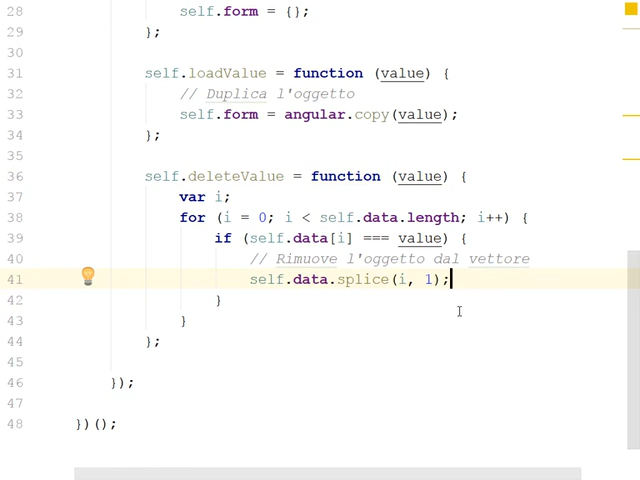 28 self.form = {};
29 };
30
31 self.loadValue = function (value) {
32 // Duplica l'oggetto
33 self.form = angular.copy(value);
34 };
35
36 self.deleteValue = function (value) {
37 var i;
38 for (i = 0; i < self.data.length; i++) {
39 if (self.data[i] === value) {
40 // Rimuove l'oggetto dal vettore
41 self.data.splice(i, 1);
42 }
43 }
44 };
45
46 });
47
48 })();